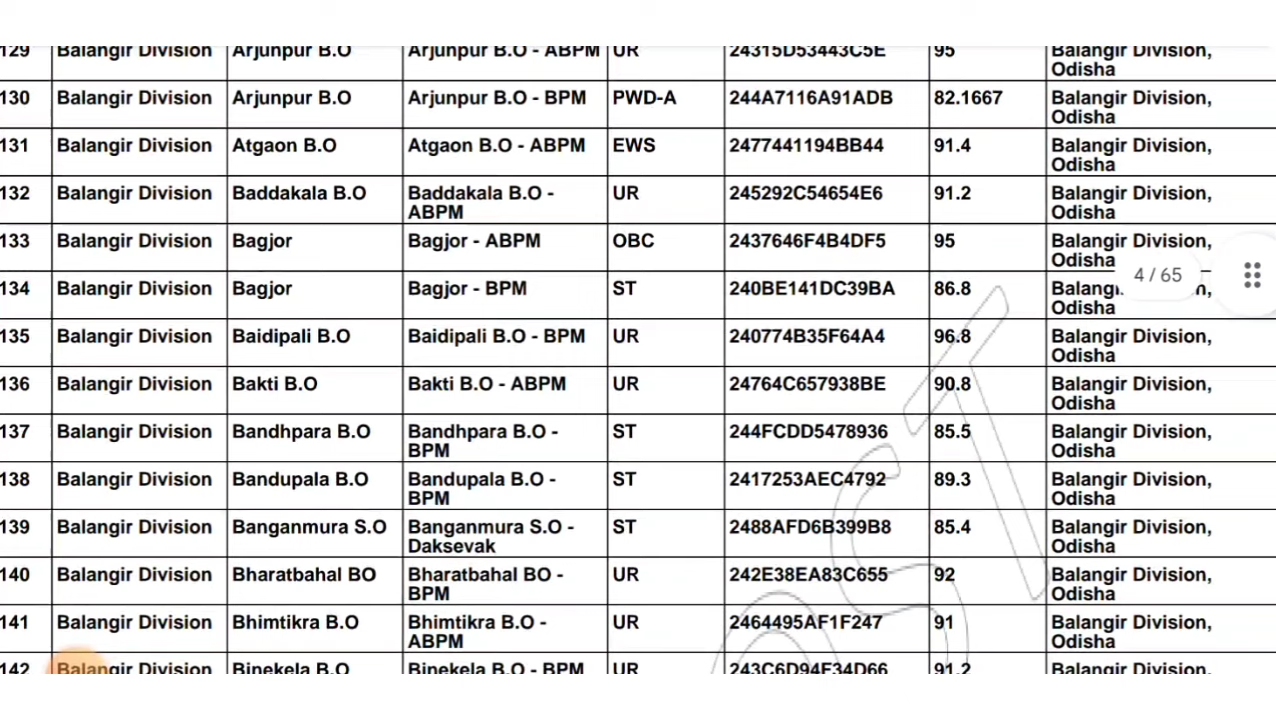 129 Balangir Division Arjunpur B.O Arjunpur B.O - ABPM UR 24315D53443C5E 95 Balangir Division,
Odisha
130 Balangir Division Arjunpur B.O Arjunpur B.O - BPM PWD-A 244A7116A91ADB 82.1667 Balangir Division,
Odisha
131 Balangir Division Atgaon B.O Atgaon B.O - ABPM EWS 2477441194BB44 91.4 Balangir Division,
Odisha
132 Balangir Division Baddakala B.O Baddakala B.O - UR 245292C54654E6 91.2 Balangir Division,
ABPM Odisha
133 Balangir Division Bagjor Bagjor - ABPM OBC 2437646F4B4DF5 95 Balangir Division,
Odisha
4 / 65
134 Balangir Division Bagjor Bagjor - BPM ST 240BE141DC39BA 86.8
Odisha
135 Balangir Division Baidipali B.O Baidipali B.O - BPM UR 240774B35F64A4 96.8 Balangir Division,
Odisha
136 Balangir Division Bakti B.O Bakti B.O - ABPM UR 24764C657938BE 90.8 Balangir Division,
Odisha
137 Balangir Division Bandhpara B.O Bandhpara B.O - ST 244FCDD5478936 85.5 Balangir Division,
BPM Odisha
138 Balangir Division Bandupala B.O Bandupala B.O - ST 2417253AEC4792 89.3 Balangir Division,
BPM Odisha
139 Balangir Division Banganmura S.O Banganmura S.O - ST 2488AFD6B399B8 85.4 Balangir Division,
Daksevak Odisha
140 Balangir Division Bharatbahal BO Bharatbahal BO - UR 242E38EA83C655 92 Balangir Division,
BPM Odisha
141 Balangir Division Bhimtikra B.O Bhimtikra B.O - UR 2464495AF1F247 91 Balangir Division,
ABPM Odisha
142 Balangir Division Binekela B.O Binekela B.O - BPM UR 243C6D94F34D66 91.2 Balangir Division,